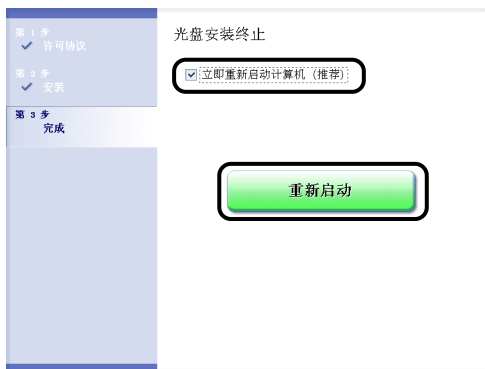 第 1 步
许可协议
第 2 步
安装
第 3 步
完成
光盘安装终止
立即重新启动计算机（推荐）
重新启动